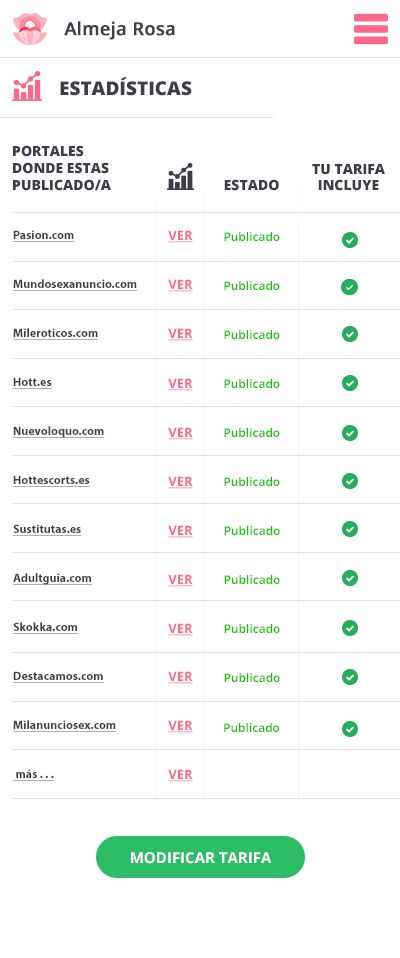 Almeja Rosa
ESTADÍSTICAS
PORTALES
DONDE ESTAS
PUBLICADO/A
ESTADO
TU TARIFA
INCLUYE
Pasion.com VER Publicado
Mundosexanuncio.com VER Publicado
Mileroticos.com VER Publicado
Hott.es VER Publicado
Nuevoloquo.com VER Publicado
Hottescorts.es VER Publicado
Sustitutas.es VER Publicado
Adultguia.com VER Publicado
Skokka.com VER Publicado
Destacamos.com VER Publicado
Milanunciosex.com VER Publicado
más . . . VER
MODIFICAR TARIFA